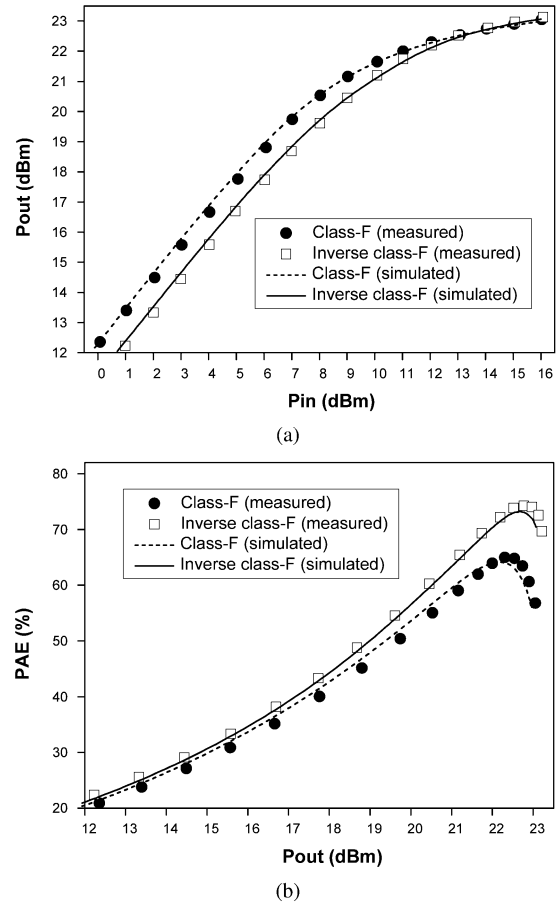 23
22
21
20
19
18
17
16
15
14
13
12
Pout (dBm)
Class-F (measured)
Inverse class-F (measured)
Class-F (simulated)
Inverse class-F (simulated)
0 1 2 3 4 5 6 7 8 9 10 11 12 13 14 15 16
Pin (dBm)
(a)
80
70
60
50
40
30
20
PAE (%)
Class-F (measured)
Inverse class-F (measured)
Class-F (simulated)
Inverse class-F (simulated)
12 13 14 15 16 17 19 20 21 22 23
Pout (dBm)
(b)